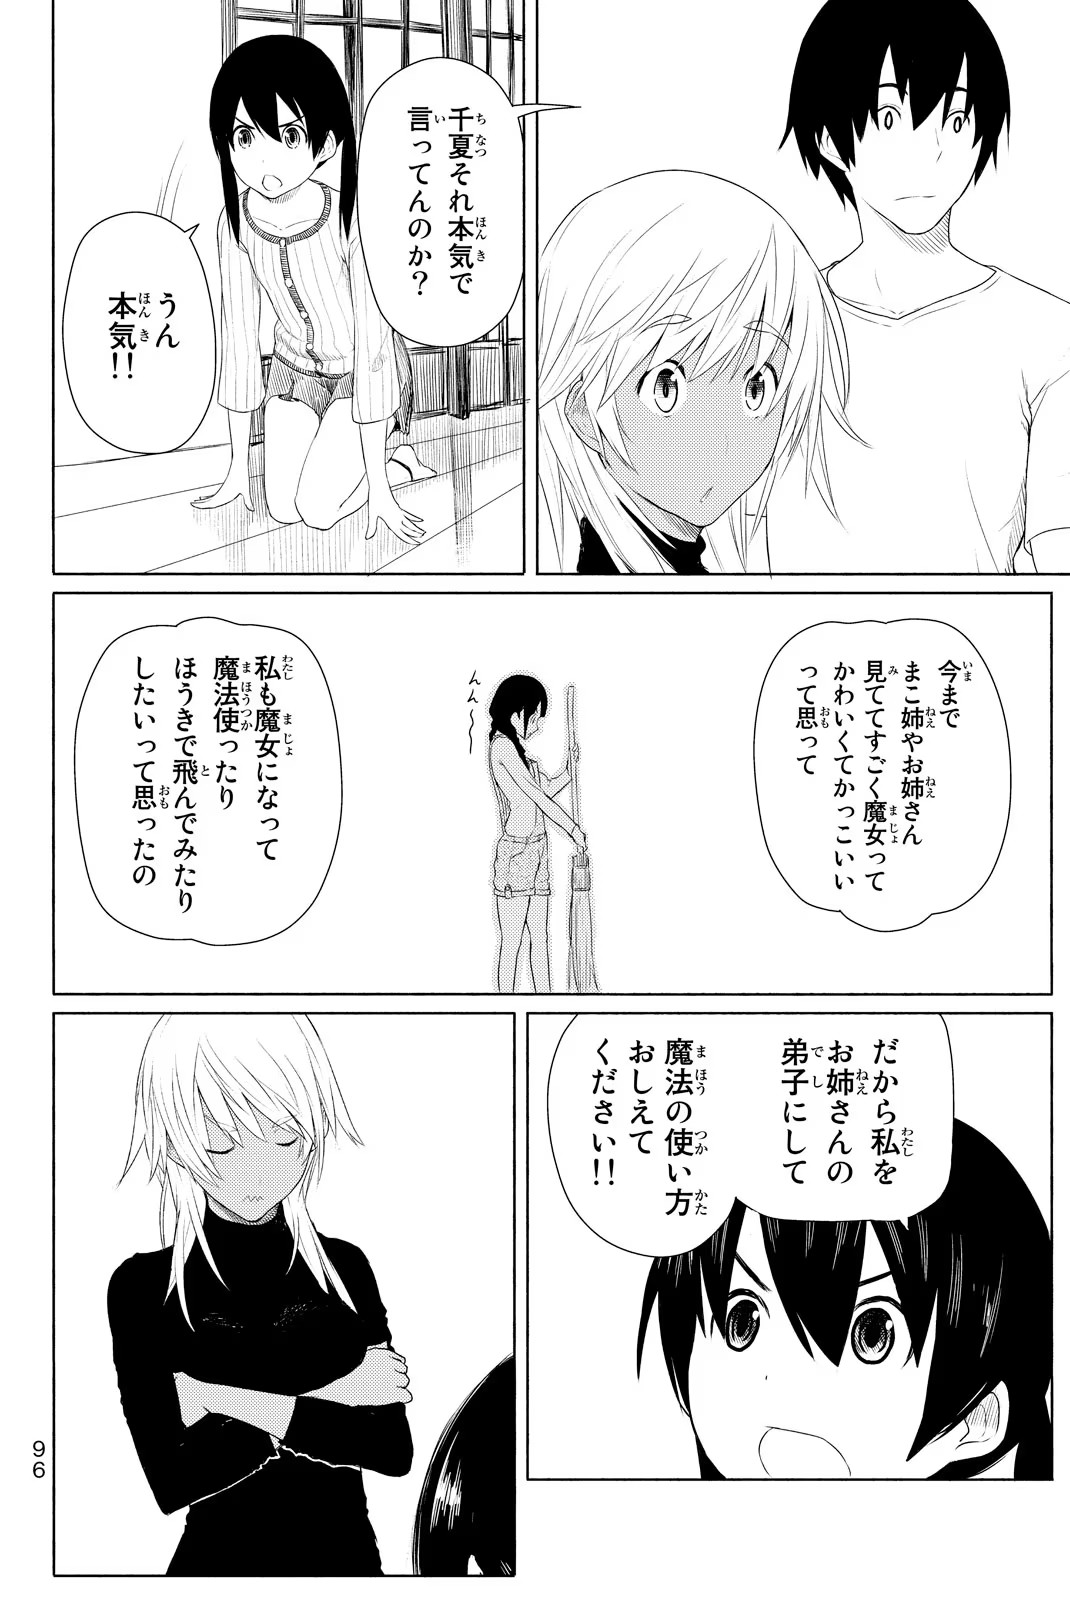 千夏それ本気で
言ってんのか？
うん
本気!!
今まで
まこ姉やお姉さん
見ててすごく魔女って
かわいくてかっこいい
って思って
んん〜
私も魔女になって
魔法使ったり
ほうきで飛んでみたり
したいって思ったの
だから私を
お姉さんの
弟子にして
魔法の使い方
おしえて
ください!!
96